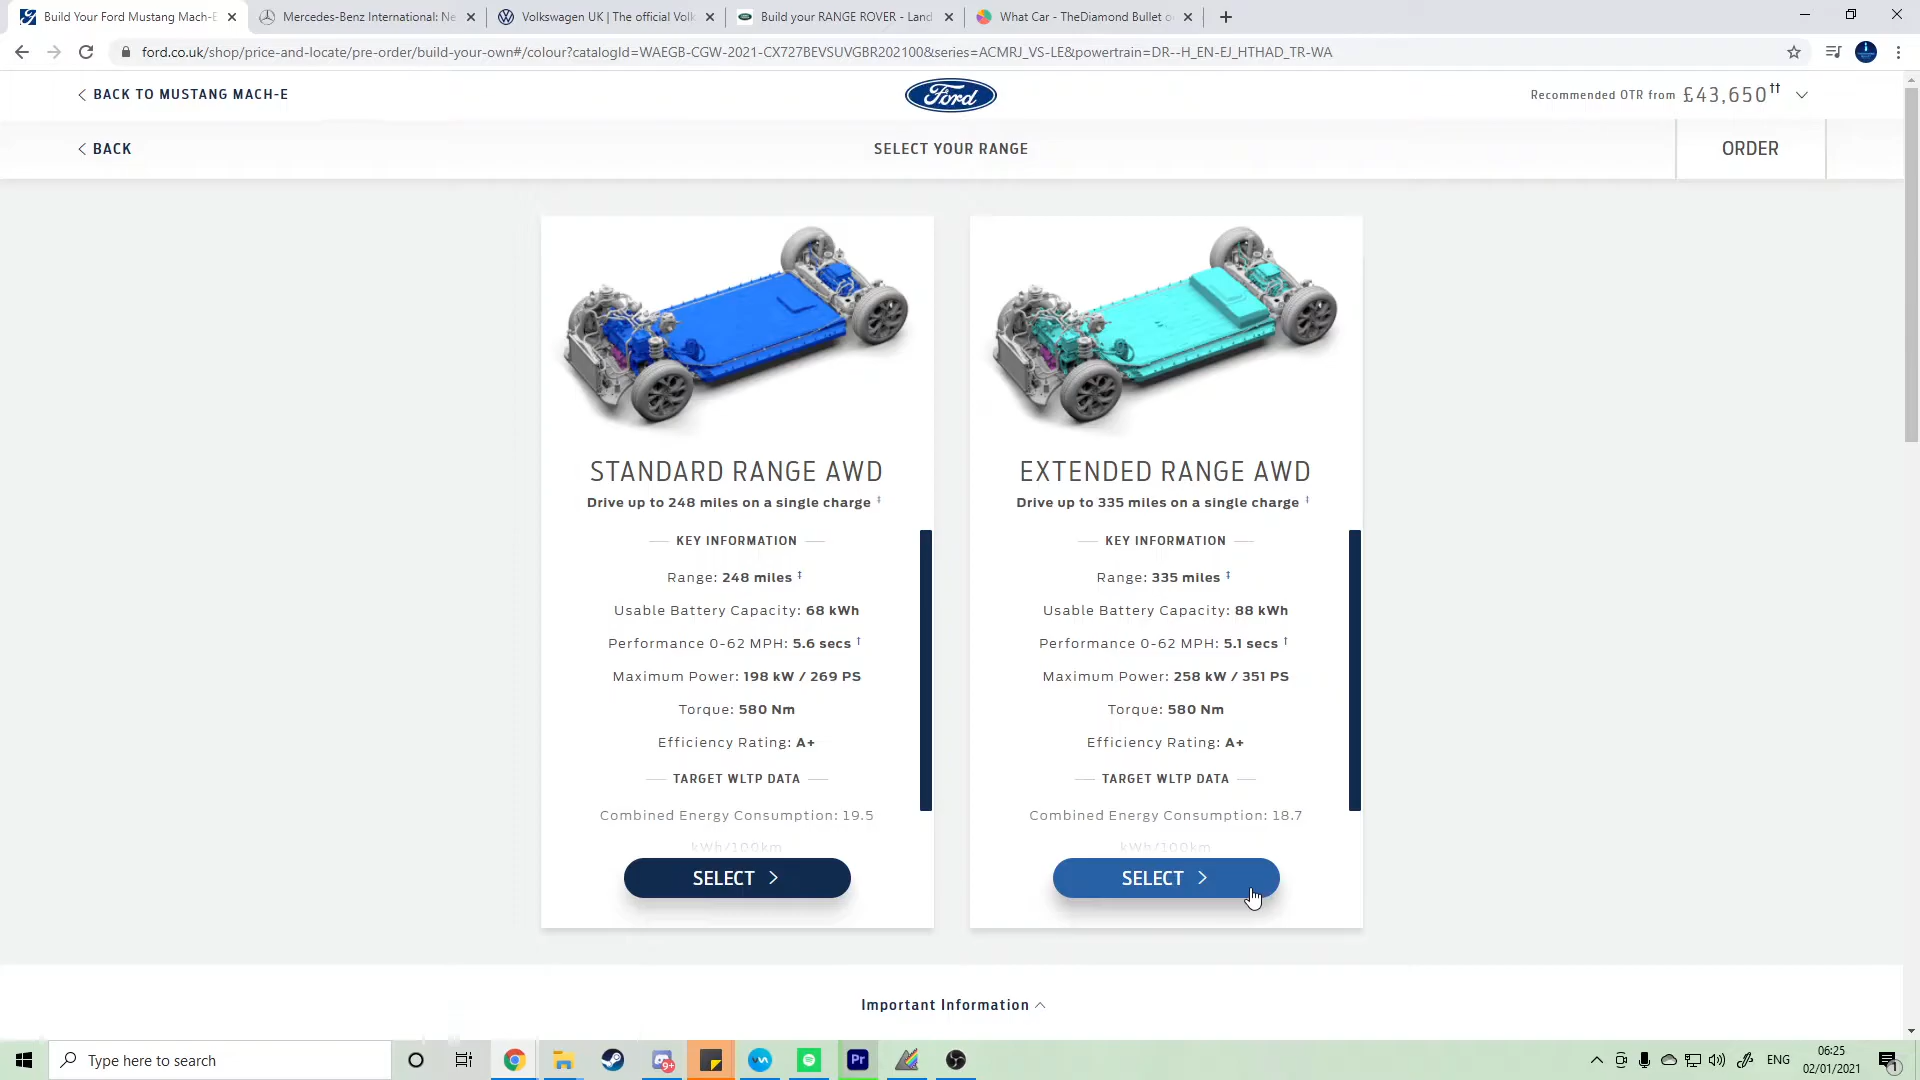 Build Your Ford Mustang Mach-E
Mercedes-Benz International: Ne
Volkswagen UK | The official Volk
Build your RANGE ROVER - Land
What Car - TheDiamond Bullet o
ford.co.uk/shop/price-and-locate/pre-order/build-your-own#/colour?catalogId=WAEGB-CGW-2021-CX727BEVSUVGBR202100&series=ACMRJ_VS-LE&powertrain=DR--H_EN-EJ_HTHAD_TR-WA
BACK TO MUSTANG MACH-E
Ford
Recommended OTR from £43,650††
BACK
SELECT YOUR RANGE
ORDER
STANDARD RANGE AWD
Drive up to 248 miles on a single charge ‡
KEY INFORMATION
Range: 248 miles ‡
Usable Battery Capacity: 68 kWh
Performance 0-62 MPH: 5.6 secs †
Maximum Power: 198 kW / 269 PS
Torque: 580 Nm
Efficiency Rating: A+
TARGET WLTP DATA
Combined Energy Consumption: 19.5
kWh/100km
SELECT
EXTENDED RANGE AWD
Drive up to 335 miles on a single charge ‡
KEY INFORMATION
Range: 335 miles ‡
Usable Battery Capacity: 88 kWh
Performance 0-62 MPH: 5.1 secs †
Maximum Power: 258 kW / 351 PS
Torque: 580 Nm
Efficiency Rating: A+
TARGET WLTP DATA
Combined Energy Consumption: 18.7
kWh/100km
SELECT
Important Information
Type here to search
9+
Pr
ENG
06:25
02/01/2021
1